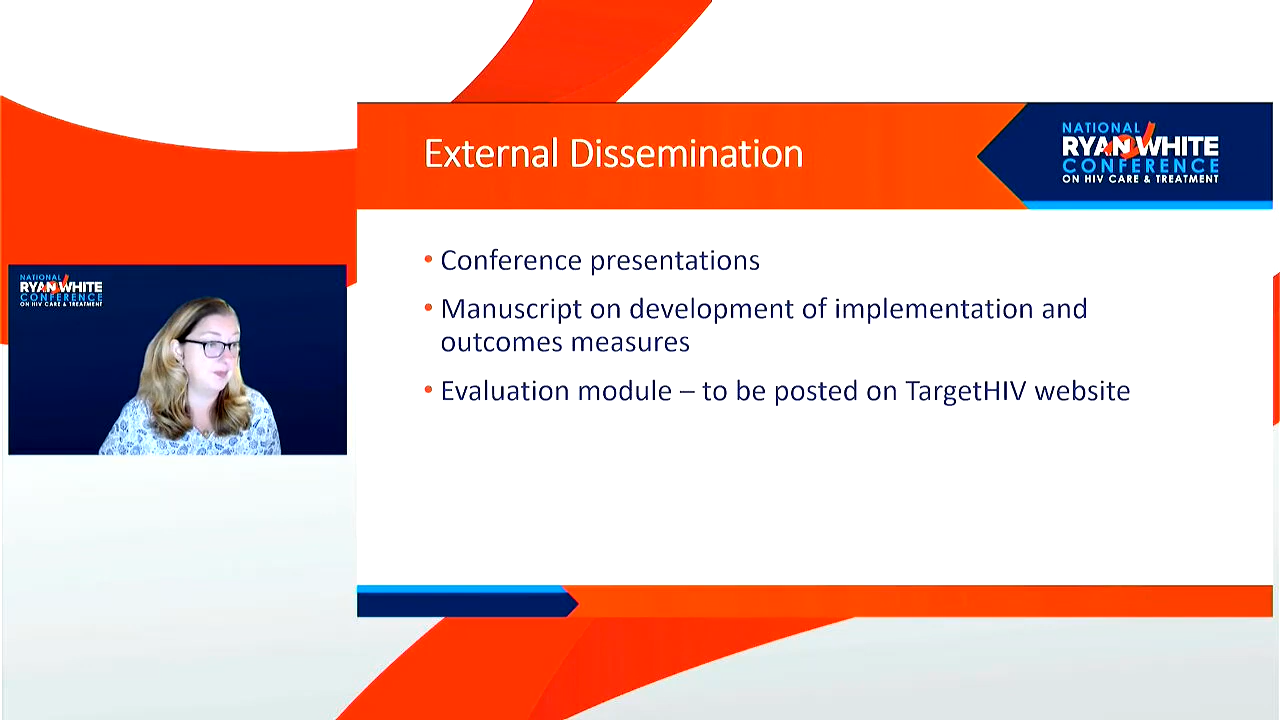 External Dissemination
NATIONAL
RYAN WHITE
CONFERENCE
ON HIV CARE & TREATMENT
• Conference presentations
• Manuscript on development of implementation and
outcomes measures
• Evaluation module – to be posted on TargetHIV website
NATIONAL
RYAN WHITE
CONFERENCE
ON HIV CARE & TREATMENT